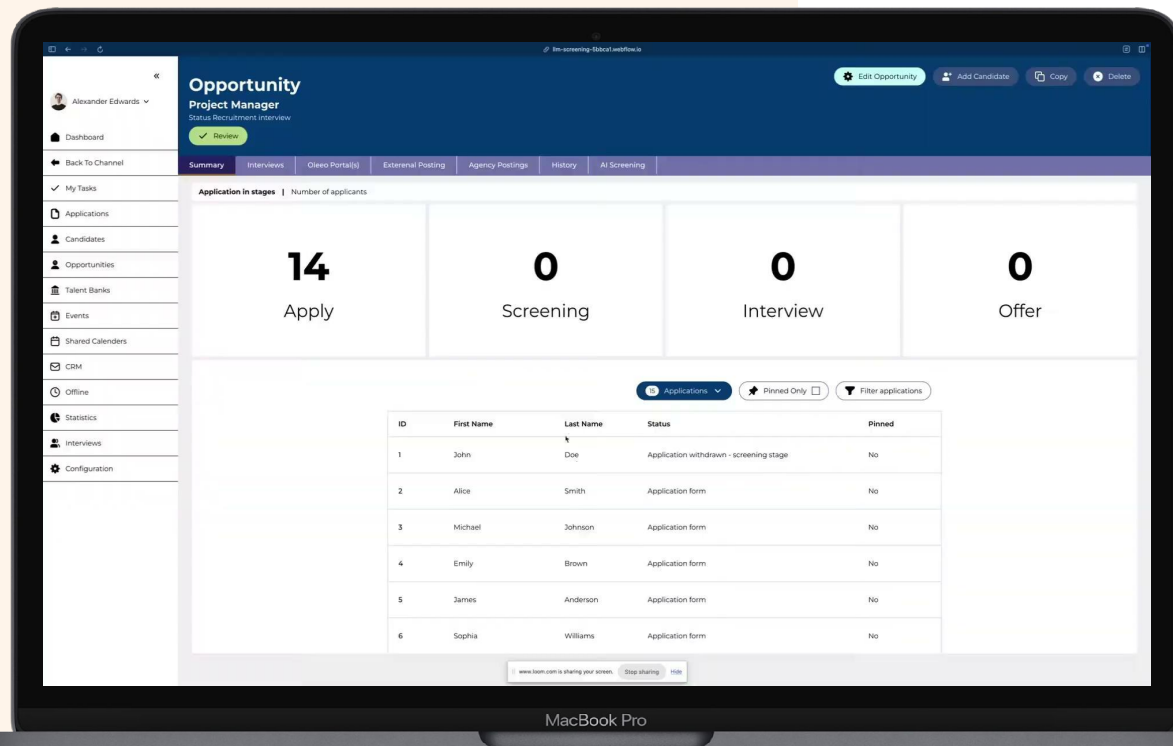 llm-screening-5bbca1.webflow.io
Alexander Edwards
Dashboard
Back To Channel
My Tasks
Applications
Candidates
Opportunities
Talent Banks
Events
Shared Calenders
CRM
Offline
Statistics
Interviews
Configuration
Opportunity
Project Manager
Status Recruitment interview
Review
Edit Opportunity
Add Candidate
Copy
Delete
Summary Interviews Oleeo Portal(s) Exterenal Posting Agency Postings History AI Screening
Application in stages | Number of applicants
14
Apply
0
Screening
0
Interview
0
Offer
15 Applications Pinned Only Filter applications
ID First Name Last Name Status Pinned
1 John Doe Application withdrawn - screening stage No
2 Alice Smith Application form No
3 Michael Johnson Application form No
4 Emily Brown Application form No
5 James Anderson Application form No
6 Sophia Williams Application form No
www.loom.com is sharing your screen. Stop sharing Hide
MacBook Pro